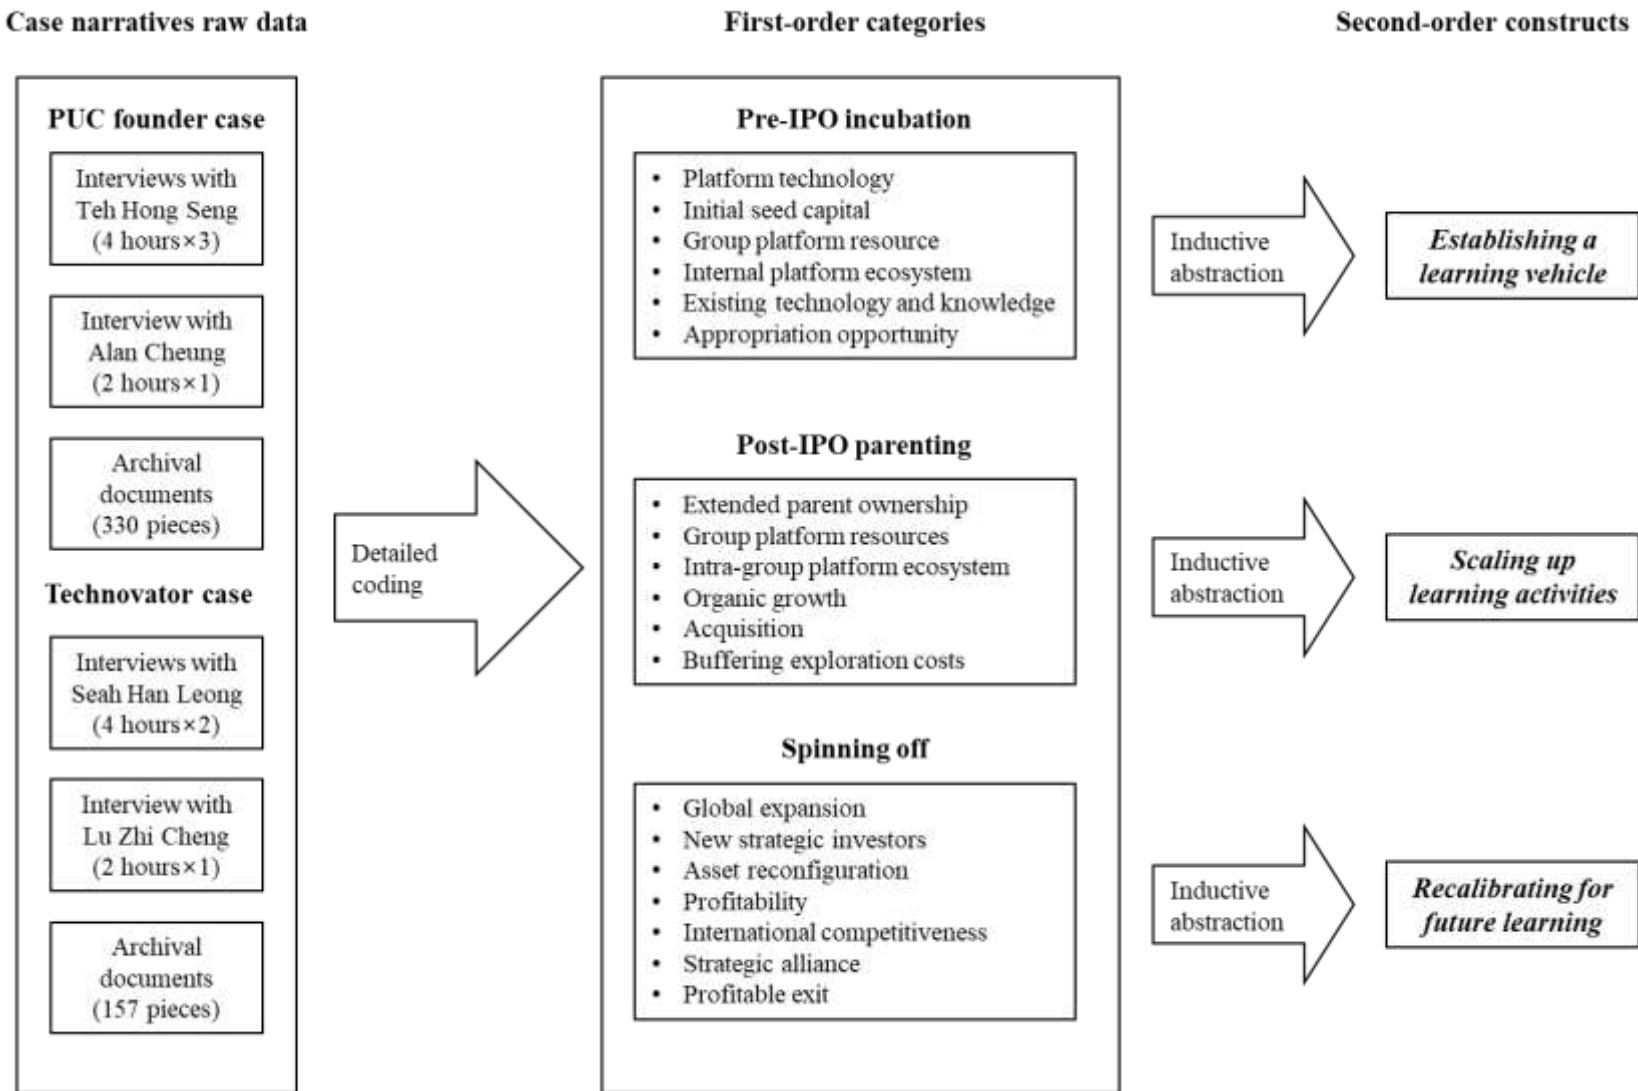 Case narratives raw data
First-order categories
Second-order constructs
PUC founder case
Interviews with
Teh Hong Seng
(4 hours×3)
Interview with
Alan Cheung
(2 hours×1)
Archival
documents
(330 pieces)
Technovator case
Interviews with
Seah Han Leong
(4 hours×2)
Interview with
Lu Zhi Cheng
(2 hours×1)
Archival
documents
(157 pieces)
Detailed
coding
Pre-IPO incubation
• Platform technology
• Initial seed capital
• Group platform resource
• Internal platform ecosystem
• Existing technology and knowledge
• Appropriation opportunity
Post-IPO parenting
• Extended parent ownership
• Group platform resources
• Intra-group platform ecosystem
• Organic growth
• Acquisition
• Buffering exploration costs
Spinning off
• Global expansion
• New strategic investors
• Asset reconfiguration
• Profitability
• International competitiveness
• Strategic alliance
• Profitable exit
Inductive
abstraction
Establishing a
learning vehicle
Inductive
abstraction
Scaling up
learning activities
Inductive
abstraction
Recalibrating for
future learning